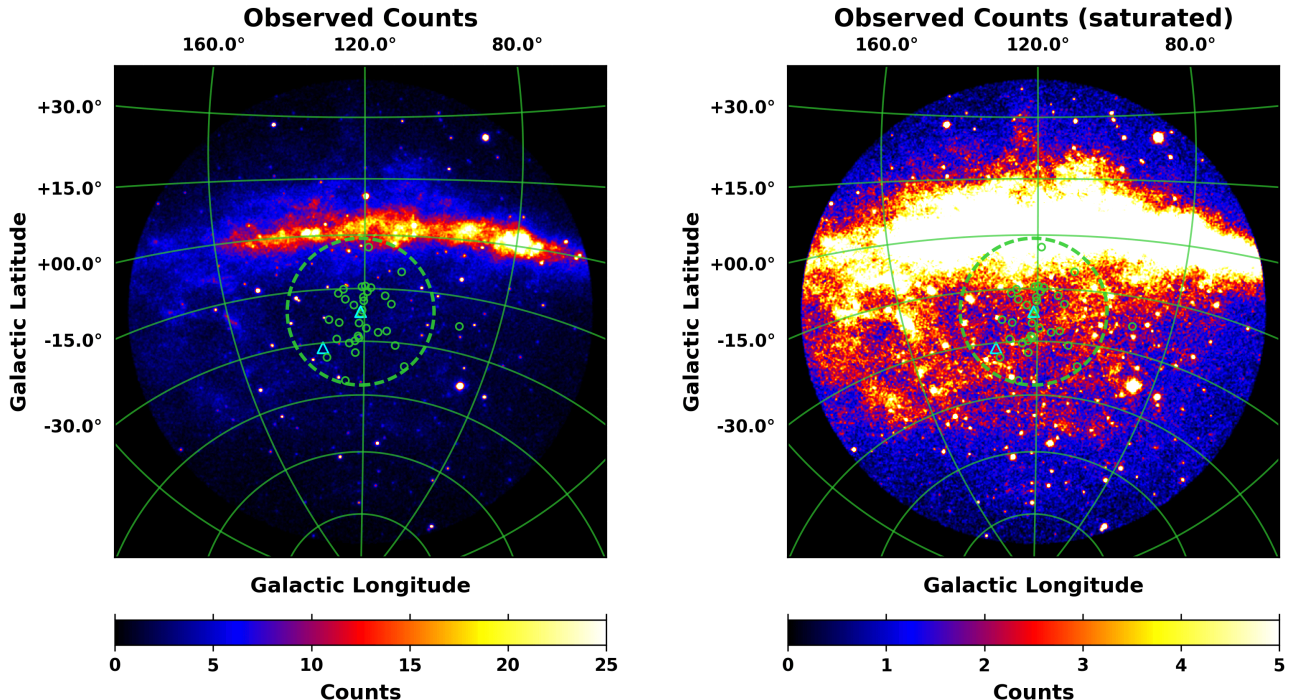 Observed Counts
160.0° 120.0° 80.0°
+30.0°
+15.0°
+00.0°
-15.0°
-30.0°
Galactic Latitude
Galactic Longitude
0 5 10 15 20 25
Counts
Observed Counts (saturated)
160.0° 120.0° 80.0°
+30.0°
+15.0°
+00.0°
-15.0°
-30.0°
Galactic Latitude
Galactic Longitude
0 1 2 3 4 5
Counts